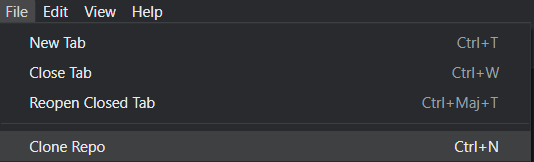 File Edit View Help
New Tab Ctrl+T
Close Tab Ctrl+W
Reopen Closed Tab Ctrl+Maj+T
Clone Repo Ctrl+N